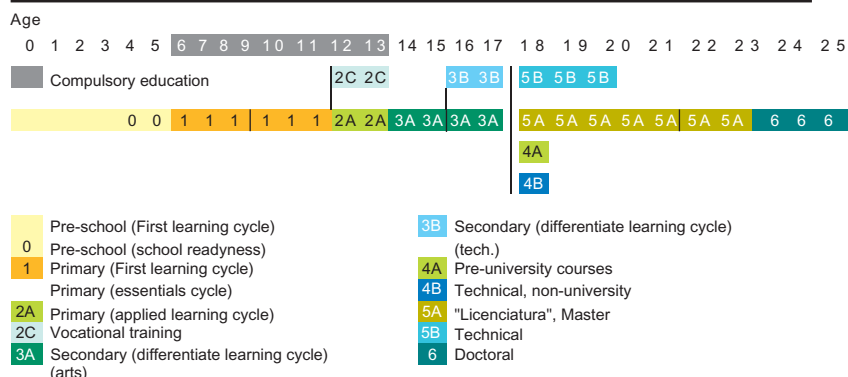 Age
0 1 2 3 4 5 6 7 8 9 10 11 12 13 14 15 16 17 18 19 20 21 22 23 24 25
Compulsory education 2C 2C 3B 3B 5B 5B 5B
0 0 1 1 1 1 1 1 2A 2A 3A 3A 3A 3A 5A 5A 5A 5A 5A 5A 5A 6 6 6
4A
4B
Pre-school (First learning cycle)
0 Pre-school (school readyness)
1 Primary (First learning cycle)
Primary (essentials cycle)
2A Primary (applied learning cycle)
2C Vocational training
3A Secondary (differentiate learning cycle)
(arts)
3B Secondary (differentiate learning cycle)
(tech.)
4A Pre-university courses
4B Technical, non-university
5A "Licenciatura", Master
5B Technical
6 Doctoral